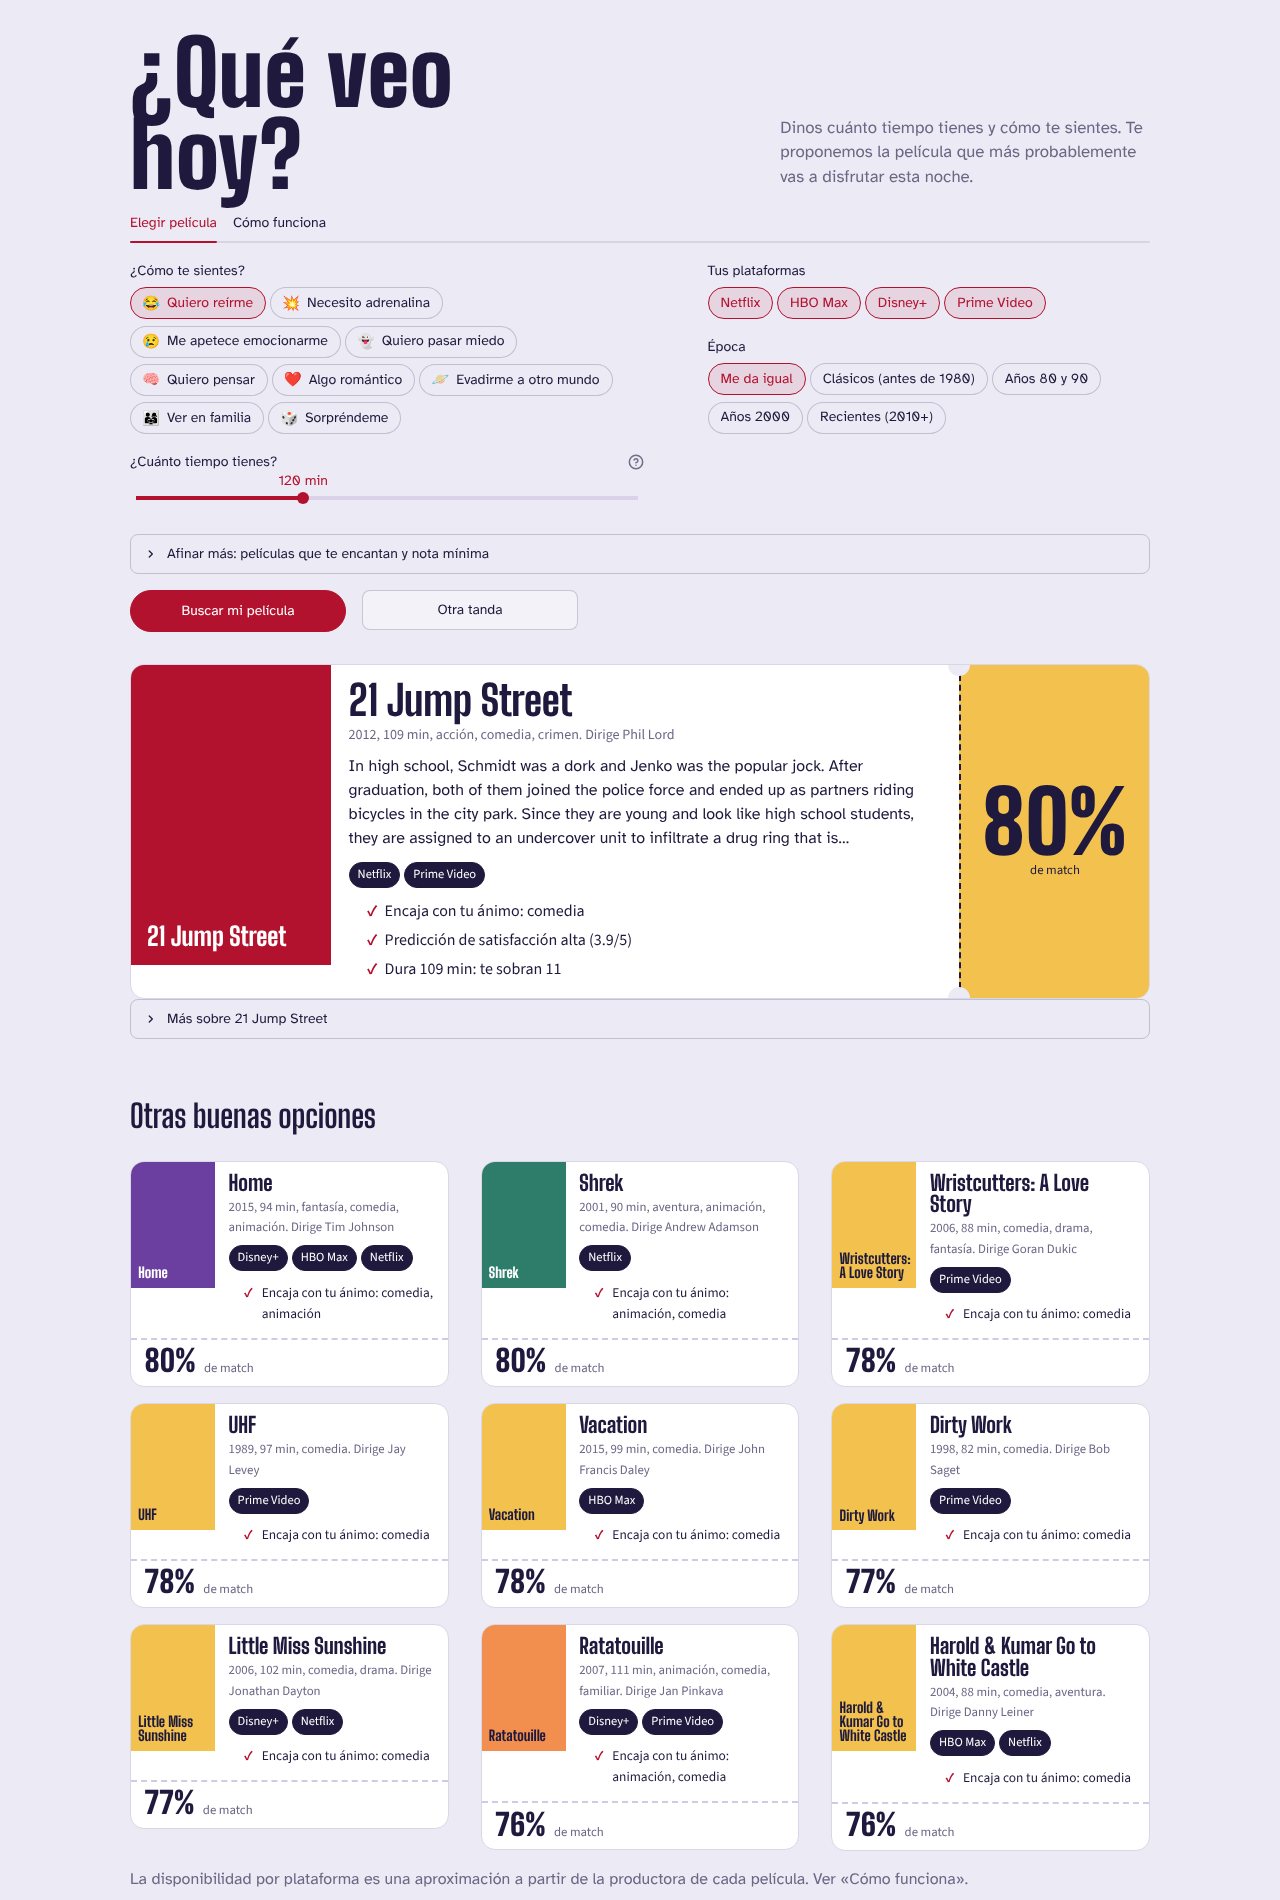 ¿Qué veo
hoy?
Dinos cuánto tiempo tienes y cómo te sientes. Te
proponemos la película que más probablemente
vas a disfrutar esta noche.
Elegir película Cómo funciona
¿Cómo te sientes?
Quiero reírme Necesito adrenalina
Me apetece emocionarme Quiero pasar miedo
Quiero pensar Algo romántico Evadirme a otro mundo
Ver en familia Sorpréndeme
Tus plataformas
Netflix HBO Max Disney+ Prime Video
Época
Me da igual Clásicos (antes de 1980) Años 80 y 90
Años 2000 Recientes (2010+)
¿Cuánto tiempo tienes?
120 min
Afinar más: películas que te encantan y nota mínima
Buscar mi película Otra tanda
21 Jump Street
21 Jump Street
2012, 109 min, acción, comedia, crimen. Dirige Phil Lord
In high school, Schmidt was a dork and Jenko was the popular jock. After
graduation, both of them joined the police force and ended up as partners riding
bicycles in the city park. Since they are young and look like high school students,
they are assigned to an undercover unit to infiltrate a drug ring that is…
Netflix Prime Video
✓ Encaja con tu ánimo: comedia
✓ Predicción de satisfacción alta (3.9/5)
✓ Dura 109 min: te sobran 11
80%
de match
Más sobre 21 Jump Street
Otras buenas opciones
Home
Home
2015, 94 min, fantasía, comedia,
animación. Dirige Tim Johnson
Disney+ HBO Max Netflix
✓ Encaja con tu ánimo: comedia,
animación
80% de match
Shrek
Shrek
2001, 90 min, aventura, animación,
comedia. Dirige Andrew Adamson
Netflix
✓ Encaja con tu ánimo:
animación, comedia
80% de match
Wristcutters:
A Love Story
Wristcutters: A Love
Story
2006, 88 min, comedia, drama,
fantasía. Dirige Goran Dukic
Prime Video
✓ Encaja con tu ánimo: comedia
78% de match
UHF
UHF
1989, 97 min, comedia. Dirige Jay
Levey
Prime Video
✓ Encaja con tu ánimo: comedia
78% de match
Vacation
Vacation
2015, 99 min, comedia. Dirige John
Francis Daley
HBO Max
✓ Encaja con tu ánimo: comedia
78% de match
Dirty Work
Dirty Work
1998, 82 min, comedia. Dirige Bob
Saget
Prime Video
✓ Encaja con tu ánimo: comedia
77% de match
Little Miss
Sunshine
Little Miss Sunshine
2006, 102 min, comedia, drama. Dirige
Jonathan Dayton
Disney+ Netflix
✓ Encaja con tu ánimo: comedia
77% de match
Ratatouille
Ratatouille
2007, 111 min, animación, comedia,
familiar. Dirige Jan Pinkava
Disney+ Prime Video
✓ Encaja con tu ánimo:
animación, comedia
76% de match
Harold &
Kumar Go to
White Castle
Harold & Kumar Go to
White Castle
2004, 88 min, comedia, aventura.
Dirige Danny Leiner
HBO Max Netflix
✓ Encaja con tu ánimo: comedia
76% de match
La disponibilidad por plataforma es una aproximación a partir de la productora de cada película. Ver «Cómo funciona».